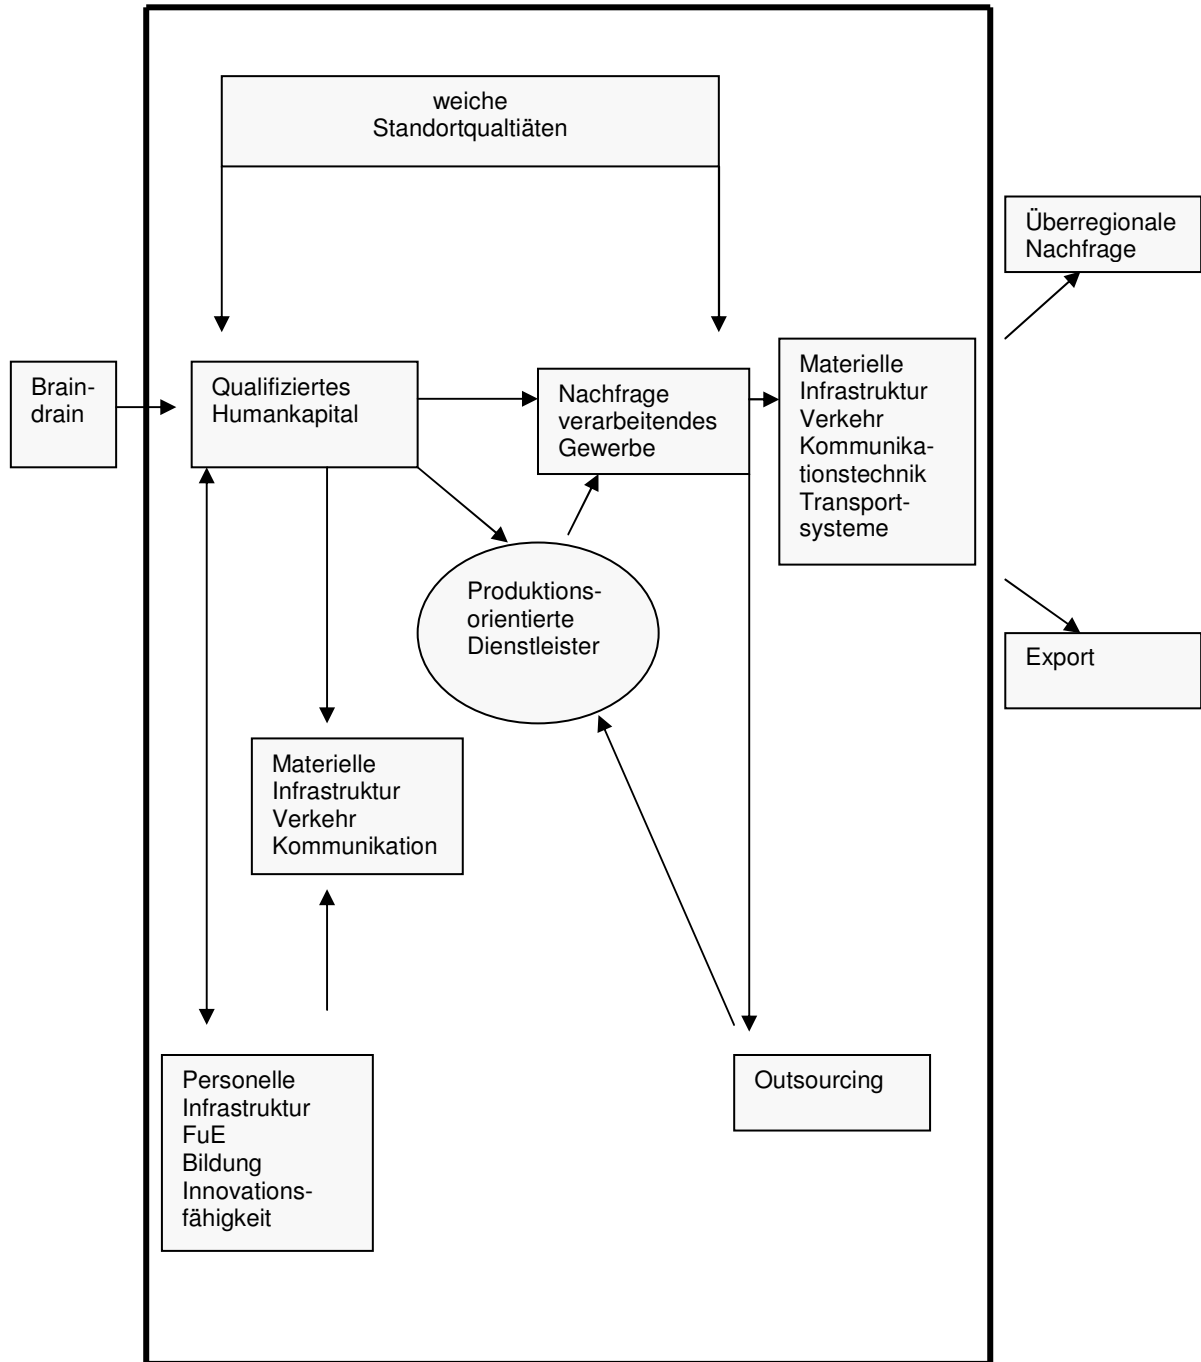 weiche
Standortqualtiäten
Überregionale
Nachfrage
Brain-
drain
Qualifiziertes
Humankapital
Nachfrage
verarbeitendes
Gewerbe
Materielle
Infrastruktur
Verkehr
Kommunika-
tionstechnik
Transport-
systeme
Produktions-
orientierte
Dienstleister
Export
Materielle
Infrastruktur
Verkehr
Kommunikation
Personelle
Infrastruktur
FuE
Bildung
Innovations-
fähigkeit
Outsourcing